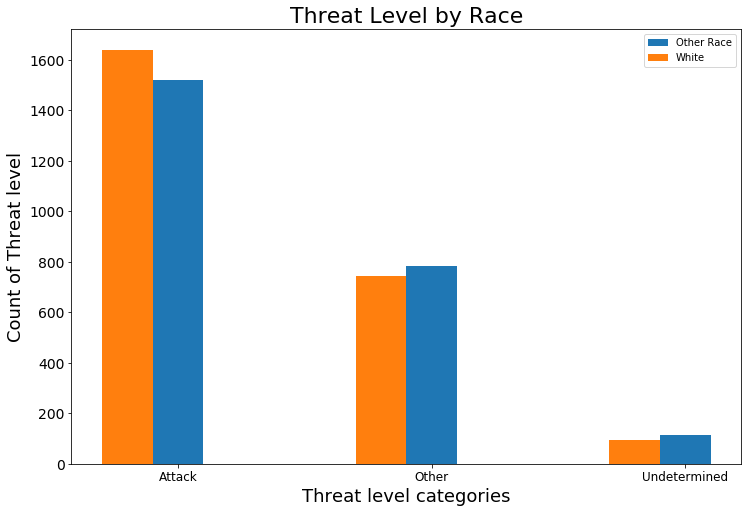 Threat Level by Race
Other Race
White
Count of Threat level
1600
1400
1200
1000
800
600
400
200
0
Attack
Other
Undetermined
Threat level categories